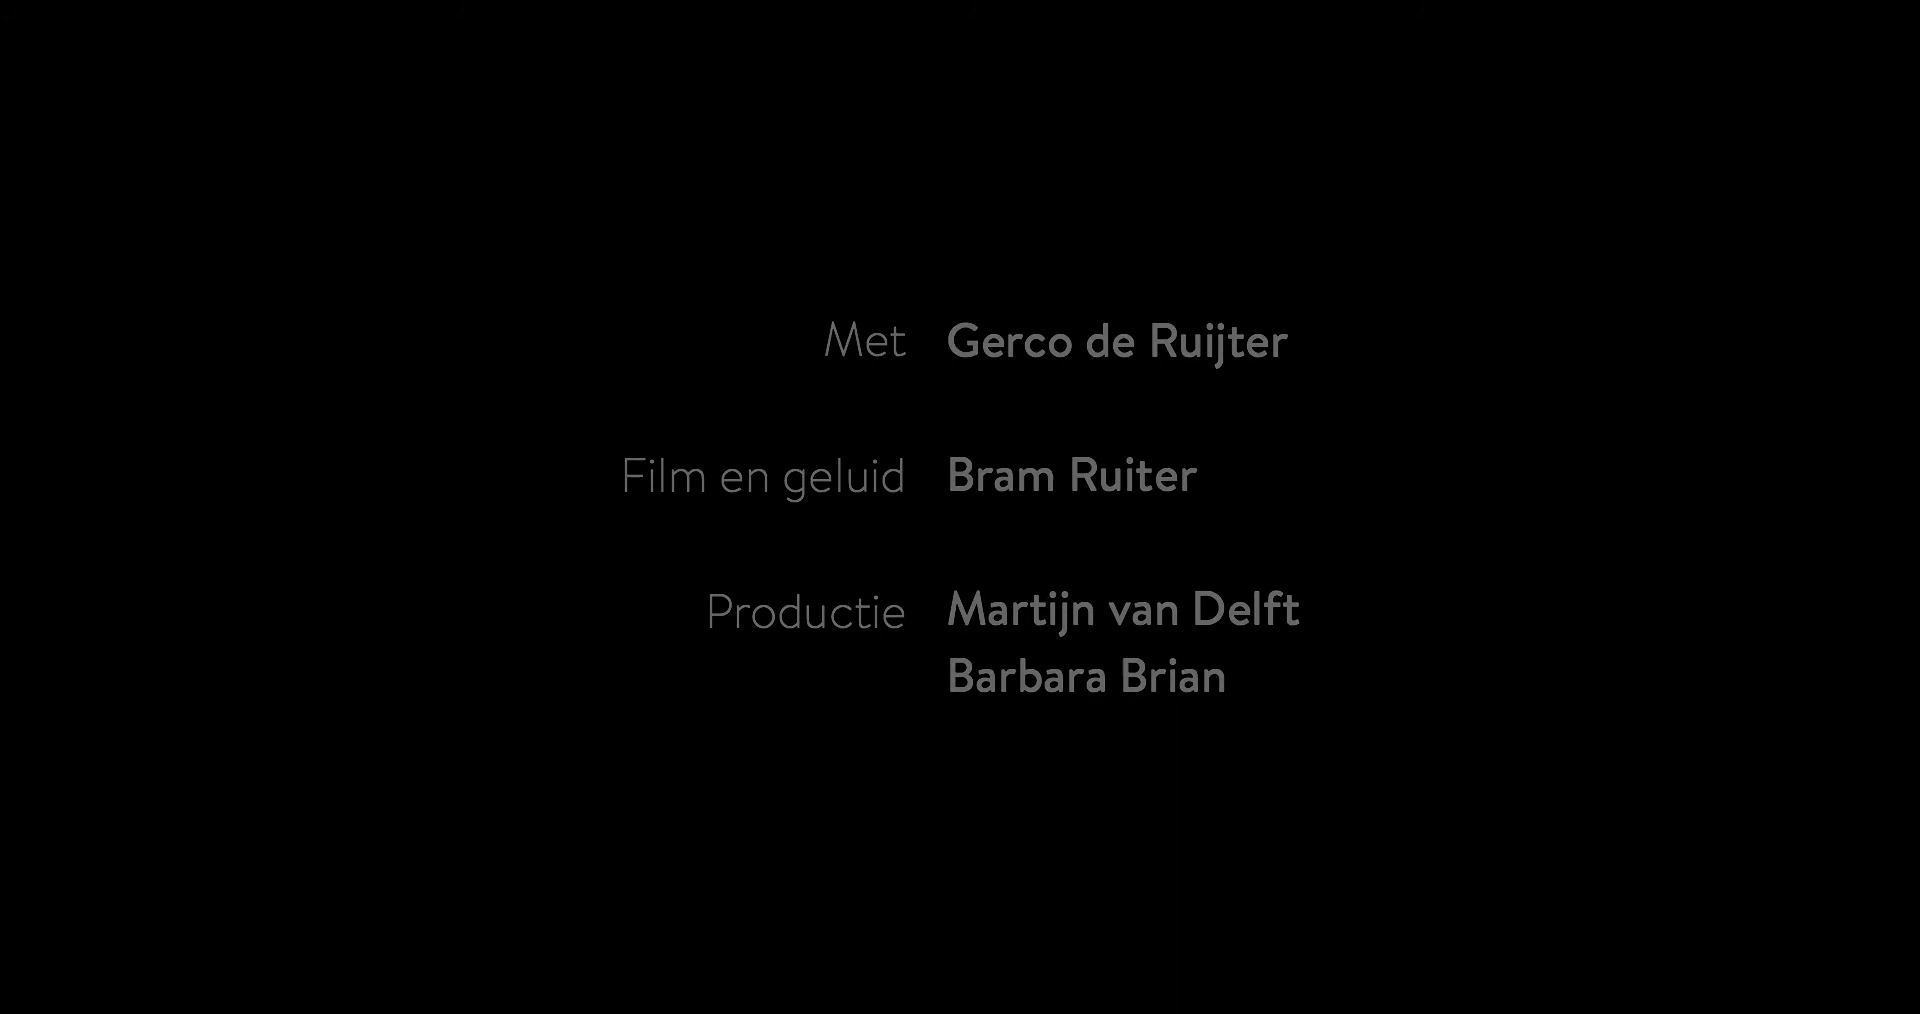 Met Gerco de Ruijter
Film en geluid Bram Ruiter
Productie Martijn van Delft
Barbara Brian